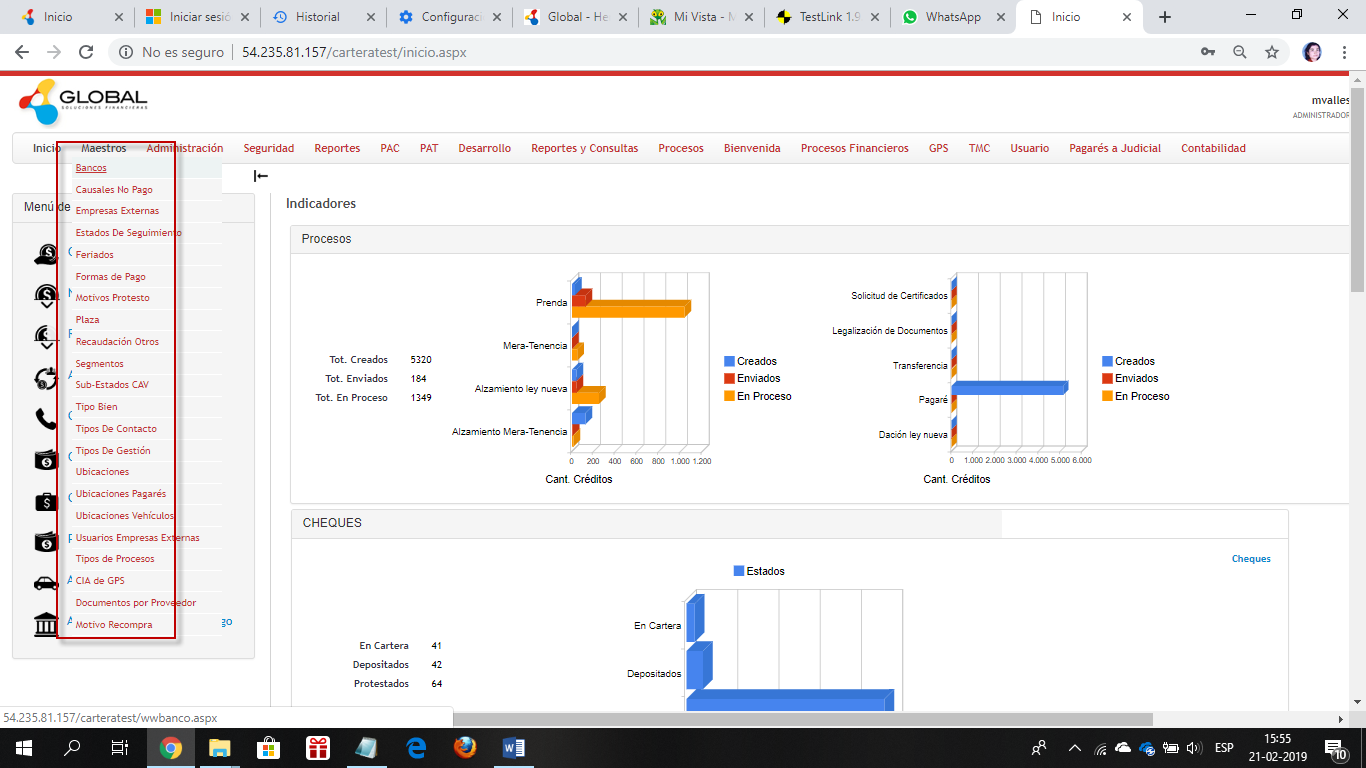 Inicio
Iniciar sesió
Historial
Configuraci
Global - He
Mi Vista - M
TestLink 1.9
WhatsApp
Inicio
No es seguro
54.235.81.157/carteratest/inicio.aspx
GLOBAL
SOLUCIONES FINANCIERAS
mvalles
ADMINISTRADOR
Inicio Maestros Administración Seguridad Reportes PAC PAT Desarrollo Reportes y Consultas Procesos Bienvenida Procesos Financieros GPS TMC Usuario Pagarés a Judicial Contabilidad
Menú de
Bancos
Causales No Pago
Empresas Externas
Estados De Seguimiento
Feriados
Formas de Pago
Motivos Protesto
Plaza
Recaudación Otros
Segmentos
Sub-Estados CAV
Tipo Bien
Tipos De Contacto
Tipos De Gestión
Ubicaciones
Ubicaciones Pagarés
Ubicaciones Vehículos
Usuarios Empresas Externas
Tipos de Procesos
CIA de GPS
Documentos por Proveedor
Motivo Recompra
go
Indicadores
Procesos
Tot. Creados 5320
Tot. Enviados 184
Tot. En Proceso 1349
Prenda
Mera-Tenencia
Alzamiento ley nueva
Alzamiento Mera-Tenencia
0 200 400 600 800 1.000 1.200
Cant. Créditos
Creados
Enviados
En Proceso
Solicitud de Certificados
Legalización de Documentos
Transferencia
Pagaré
Dación ley nueva
0 1.000 2.000 3.000 4.000 5.000 6.000
Cant. Créditos
Creados
Enviados
En Proceso
CHEQUES
Cheques
Estados
En Cartera 41
Depositados 42
Protestados 64
En Cartera
Depositados
54.235.81.157/carteratest/wwbanco.aspx
ESP
15:55
21-02-2019
10